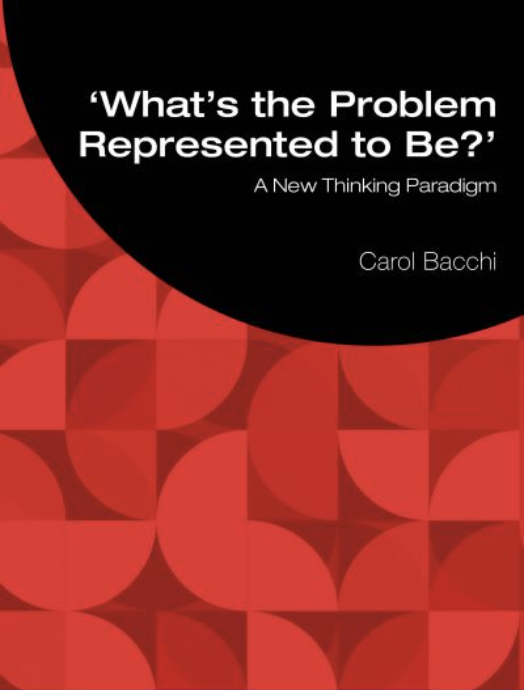 ‘What’s the Problem
Represented to Be?’
A New Thinking Paradigm
Carol Bacchi